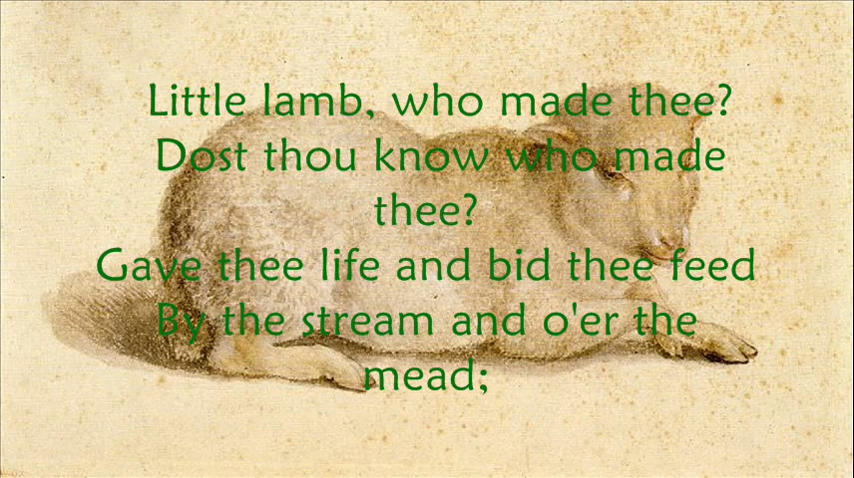 Little lamb, who made thee?
Dost thou know who made
thee?
Gave thee life and bid thee feed
By the stream and o'er the
mead;